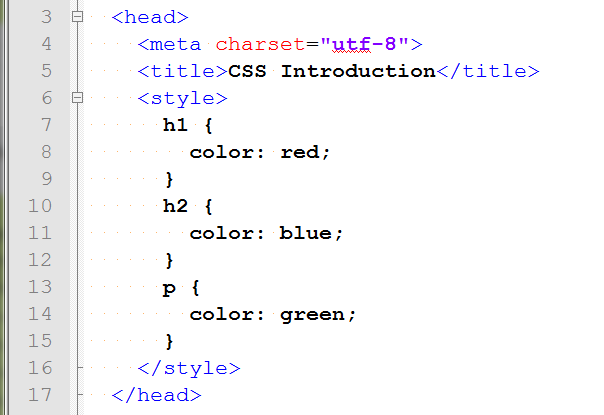 3 <head>
4 <meta charset="utf-8">
5 <title>CSS Introduction</title>
6 <style>
7 h1 {
8 color: red;
9 }
10 h2 {
11 color: blue;
12 }
13 p {
14 color: green;
15 }
16 </style>
17 </head>